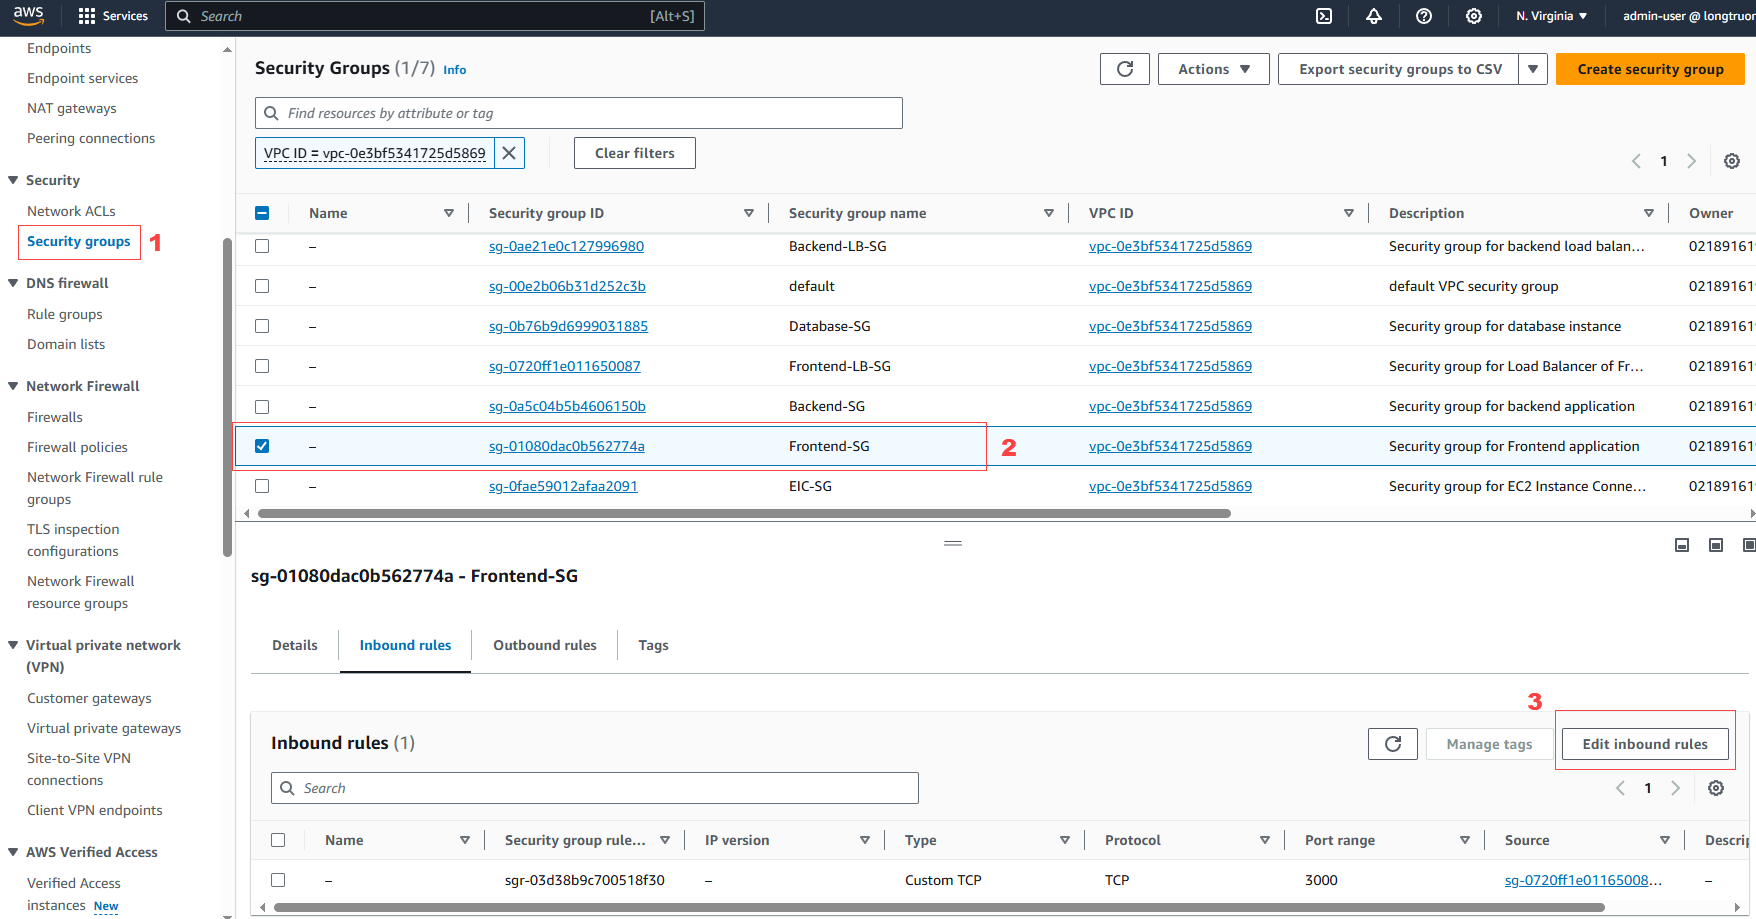 aws
Services
Search
[Alt+S]
N. Virginia
admin-user @ longtruor
Endpoints
Endpoint services
NAT gateways
Peering connections
Security
Network ACLs
Security groups
1
DNS firewall
Rule groups
Domain lists
Network Firewall
Firewalls
Firewall policies
Network Firewall rule
groups
TLS inspection
configurations
Network Firewall
resource groups
Virtual private network
(VPN)
Customer gateways
Virtual private gateways
Site-to-Site VPN
connections
Client VPN endpoints
AWS Verified Access
Verified Access
instances New
Security Groups (1/7) Info
Actions
Export security groups to CSV
Create security group
Find resources by attribute or tag
VPC ID = vpc-0e3bf5341725d5869
Clear filters
1
Name Security group ID Security group name VPC ID Description Owner
– sg-0ae21e0c127996980 Backend-LB-SG vpc-0e3bf5341725d5869 Security group for backend load balan... 02189161
– sg-00e2b06b31d252c3b default vpc-0e3bf5341725d5869 default VPC security group 02189161
– sg-0b76b9d6999031885 Database-SG vpc-0e3bf5341725d5869 Security group for database instance 02189161
– sg-0720ff1e011650087 Frontend-LB-SG vpc-0e3bf5341725d5869 Security group for Load Balancer of Fr... 02189161
– sg-0a5c04b5b4606150b Backend-SG vpc-0e3bf5341725d5869 Security group for backend application 02189161
– sg-01080dac0b562774a Frontend-SG 2 vpc-0e3bf5341725d5869 Security group for Frontend application 02189161
– sg-0fae59012afaa2091 EIC-SG vpc-0e3bf5341725d5869 Security group for EC2 Instance Conne... 02189161
sg-01080dac0b562774a - Frontend-SG
Details
Inbound rules
Outbound rules
Tags
3
Inbound rules (1)
Manage tags
Edit inbound rules
Search
1
Name Security group rule... IP version Type Protocol Port range Source Descrip
– sgr-03d38b9c700518f30 – Custom TCP TCP 3000 sg-0720ff1e01165008... –